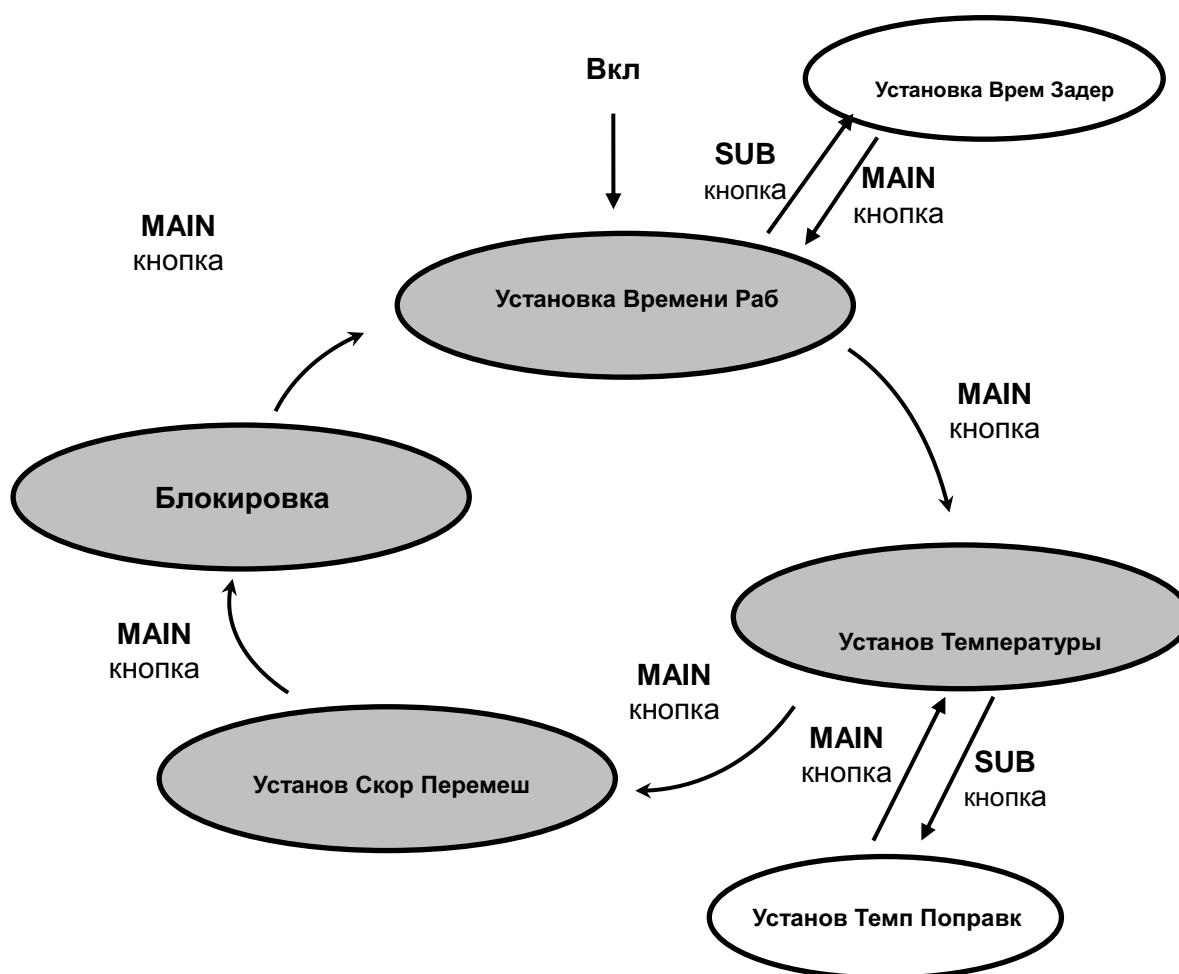 Вкл
Установка Врем Задер
SUB
кнопка
MAIN
кнопка
MAIN
кнопка
Установка Времени Раб
MAIN
кнопка
Блокировка
MAIN
кнопка
Установ Температуры
MAIN
кнопка
MAIN
кнопка
SUB
кнопка
Установ Скор Перемеш
Установ Темп Поправк